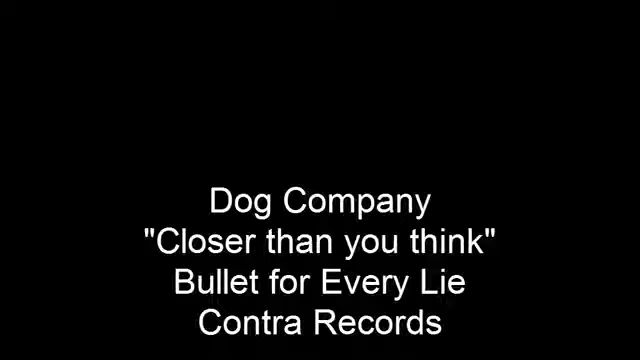 Dog Company
"Closer than you think"
Bullet for Every Lie
Contra Records